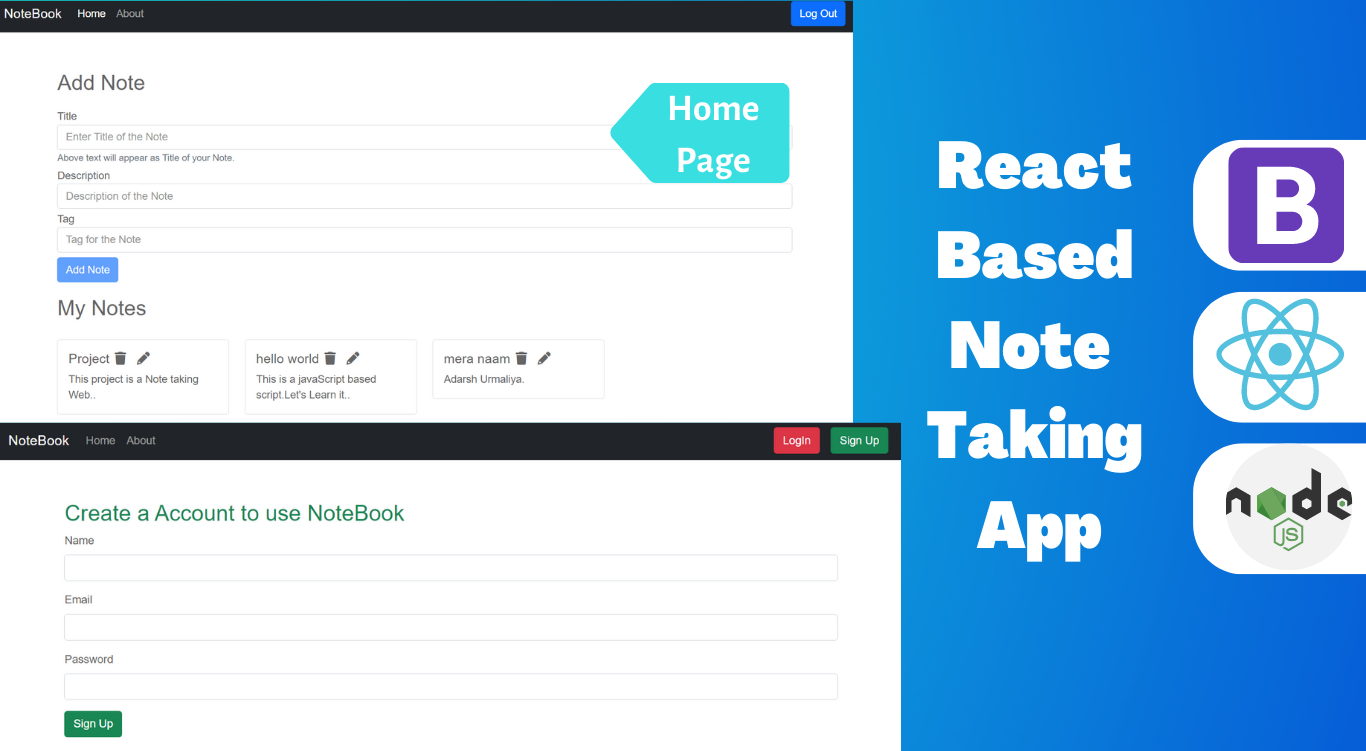 NoteBook Home About Log Out
Add Note
Title
Enter Title of the Note
Above text will appear as Title of your Note.
Description
Description of the Note
Tag
Tag for the Note
Add Note
Home
Page
My Notes
Project
This project is a Note taking
Web..
hello world
This is a javaScript based
script.Let's Learn it..
mera naam
Adarsh Urmaliya.
NoteBook Home About LogIn Sign Up
Create a Account to use NoteBook
Name
Email
Password
Sign Up
React
Based
Note
Taking
App
B
node
JS